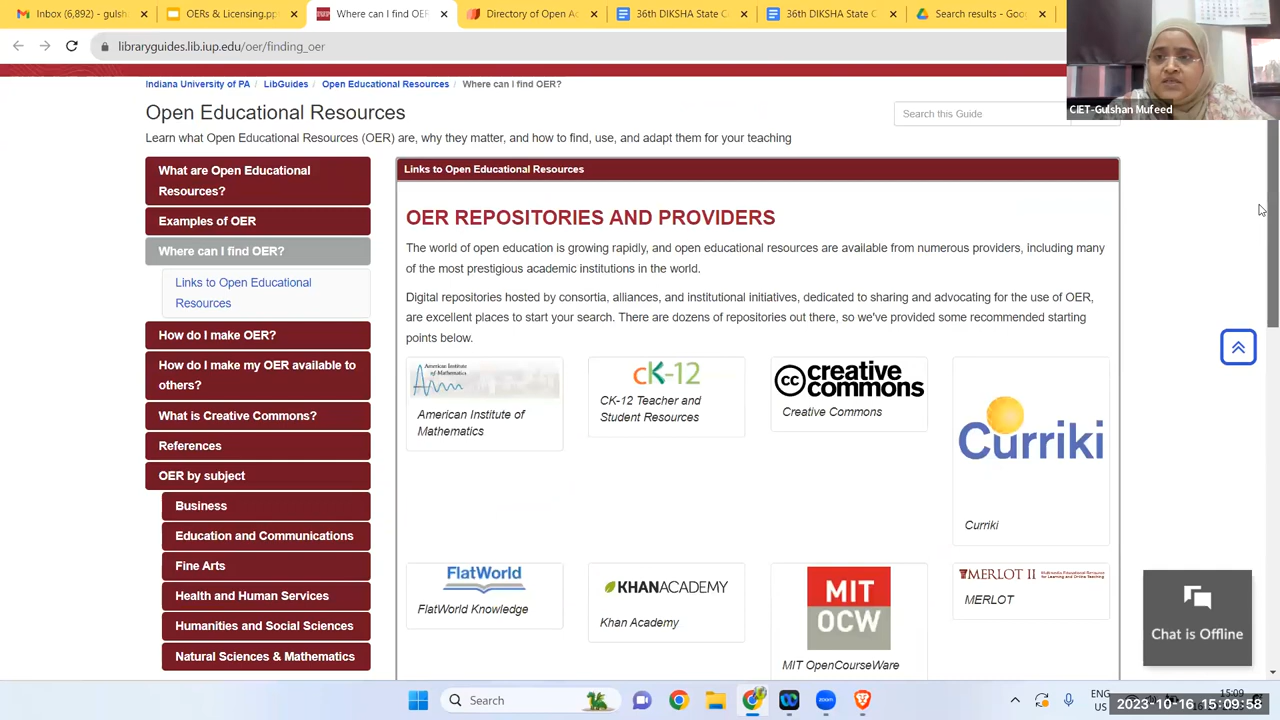 Inbox (6,892) - gulsh
OERs & Licensing.pp
Where can I find OER
Directory of Open Ac
36th DIKSHA State C
36th DIKSHA State C
Search results - Goo
libraryguides.lib.iup.edu/oer/finding_oer
CIET-Gulshan Mufeed
Indiana University of PA / LibGuides / Open Educational Resources / Where can I find OER?
Open Educational Resources
Search this Guide
Learn what Open Educational Resources (OER) are, why they matter, and how to find, use, and adapt them for your teaching
What are Open Educational
Resources?
Examples of OER
Where can I find OER?
Links to Open Educational
Resources
How do I make OER?
How do I make my OER available to
others?
What is Creative Commons?
References
OER by subject
Business
Education and Communications
Fine Arts
Health and Human Services
Humanities and Social Sciences
Natural Sciences & Mathematics
Links to Open Educational Resources
OER REPOSITORIES AND PROVIDERS
The world of open education is growing rapidly, and open educational resources are available from numerous providers, including many
of the most prestigious academic institutions in the world.
Digital repositories hosted by consortia, alliances, and institutional initiatives, dedicated to sharing and advocating for the use of OER,
are excellent places to start your search. There are dozens of repositories out there, so we've provided some recommended starting
points below.
American Institute of Mathematics
American Institute of
Mathematics
cK-12
CK-12 Teacher and
Student Resources
cc creative
commons
Creative Commons
Curriki
Curriki
FlatWorld
FlatWorld Knowledge
KHANACADEMY
Khan Academy
MIT
OCW
MIT OpenCourseWare
MERLOT II
MERLOT
Chat is Offline
Search
zoom
ENG
US
15:09
2023-10-16 15:09:58